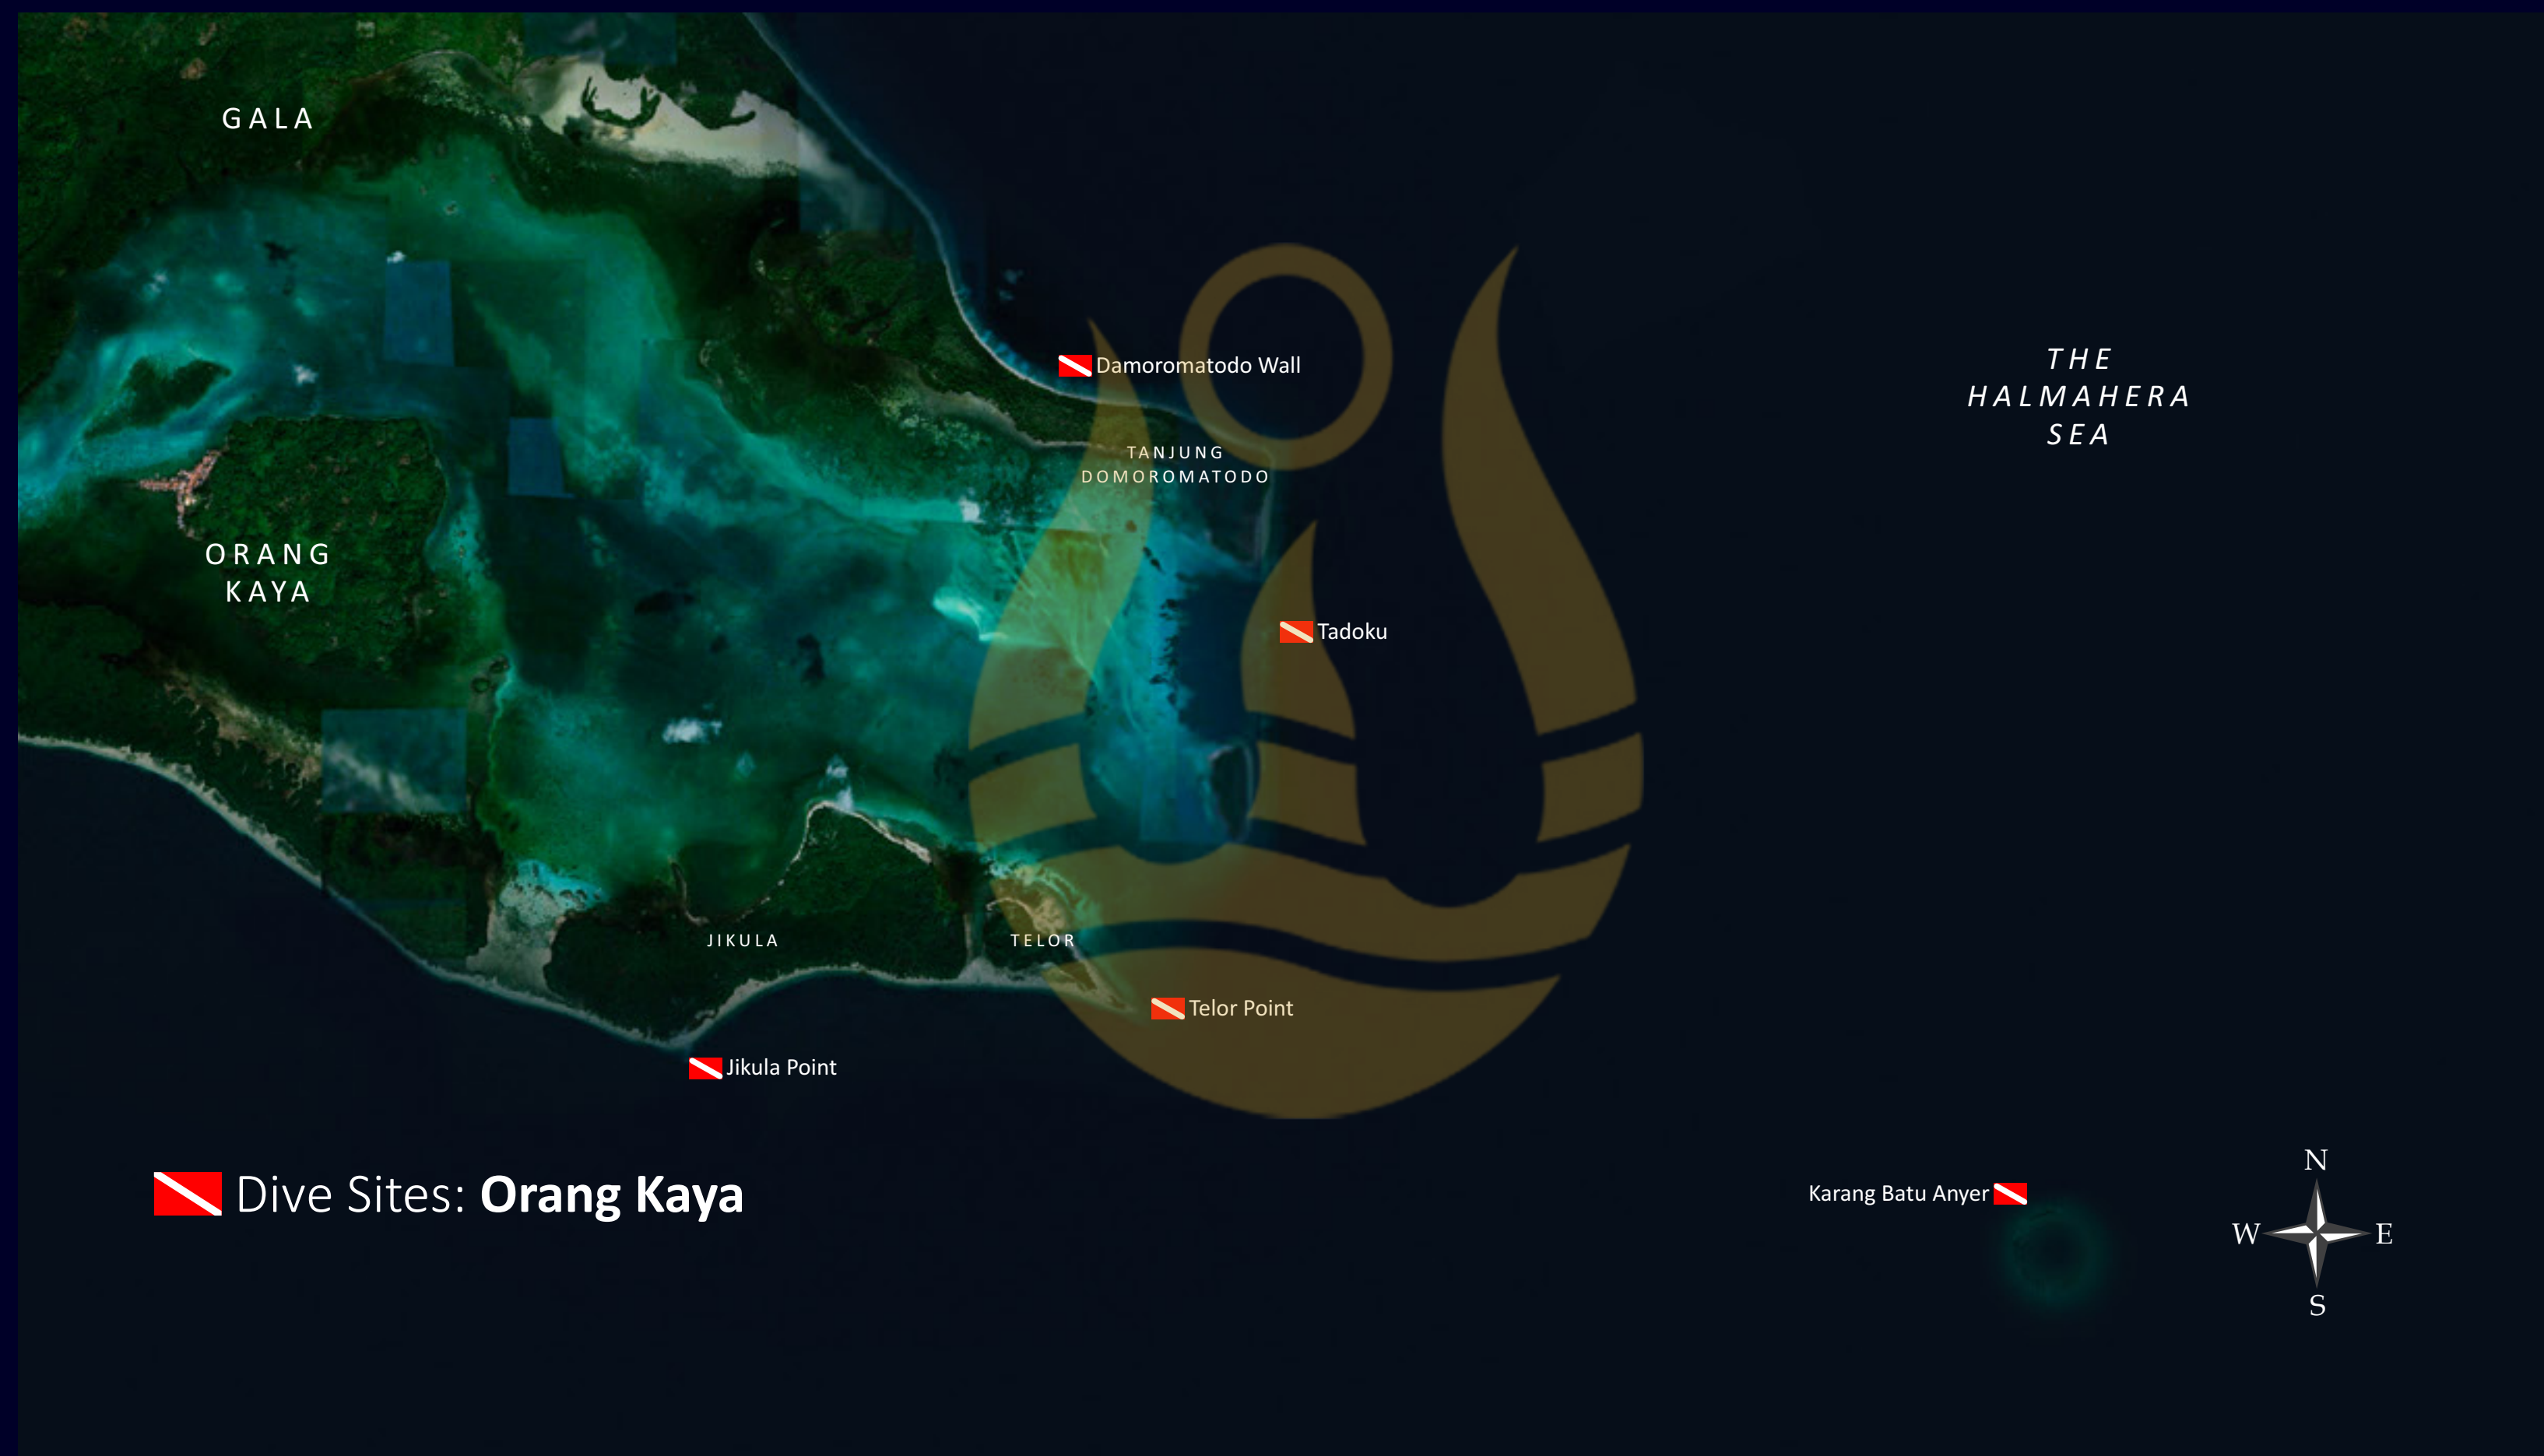 GALA
Damoromatodo Wall
THE
HALMAHERA
SEA
TANJUNG
DOMOROMATODO
ORANG
KAYA
Tadoku
JIKULA
TELOR
Telor Point
Jikula Point
Dive Sites: Orang Kaya
Karang Batu Anyer
N
W
E
S